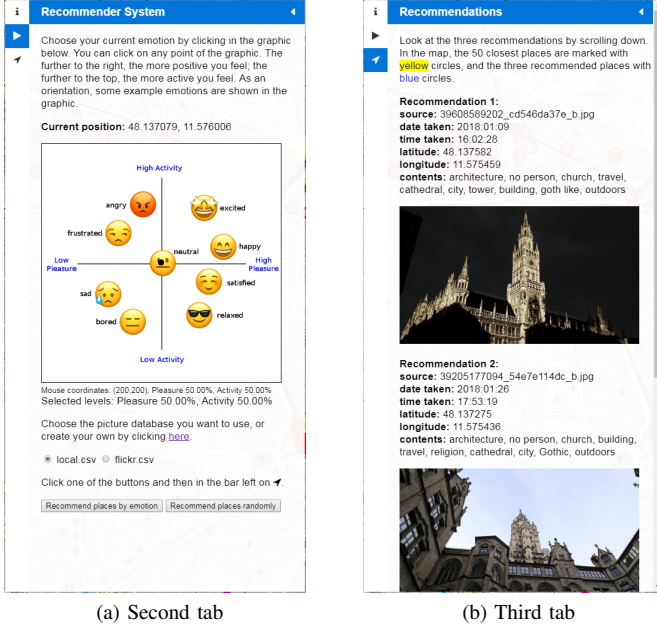 i
Recommender System
Choose your current emotion by clicking in the graphic
below. You can click on any point of the graphic. The
further to the right, the more positive you feel; the
further to the top, the more active you feel. As an
orientation, some example emotions are shown in the
graphic.
Current position: 48.137079, 11.576006
High Activity
angry
excited
frustrated
neutral
happy
Low
Pleasure
High
Pleasure
satisfied
sad
relaxed
bored
Low Activity
Mouse coordinates: (200,200), Pleasure 50.00%, Activity 50.00%
Selected levels: Pleasure 50.00%, Activity 50.00%
Choose the picture database you want to use, or
create your own by clicking here.
local.csv flickr.csv
Click one of the buttons and then in the bar left on .
Recommend places by emotion Recommend places randomly
(a) Second tab
i
Recommendations
Look at the three recommendations by scrolling down.
In the map, the 50 closest places are marked with
yellow circles, and the three recommended places with
blue circles.
Recommendation 1:
source: 39608589202_cd546da37e_b.jpg
date taken: 2018:01:09
time taken: 16:02:28
latitude: 48.137582
longitude: 11.575459
contents: architecture, no person, church, travel,
cathedral, city, tower, building, goth like, outdoors
Recommendation 2:
source: 39205177094_54e7e114dc_b.jpg
date taken: 2018:01:26
time taken: 17:53:19
latitude: 48.137275
longitude: 11.575436
contents: architecture, no person, church, building,
travel, religion, cathedral, city, Gothic, outdoors
(b) Third tab